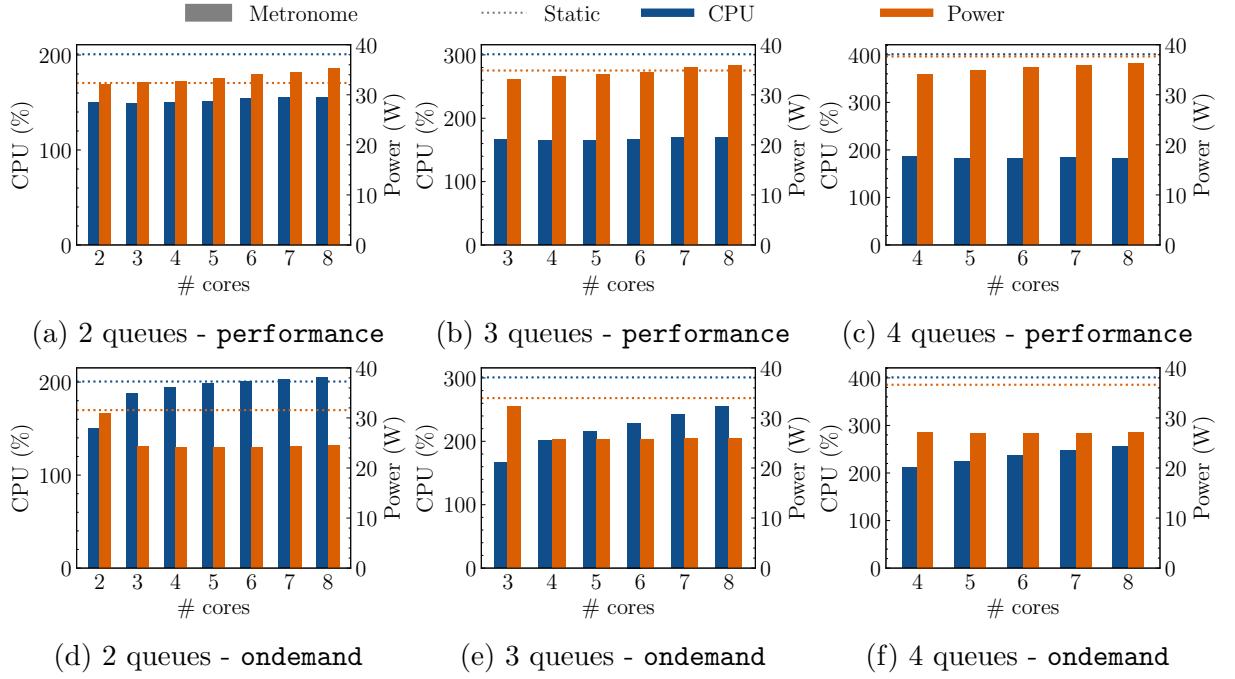 Metronome Static CPU Power
200
100
0
CPU (%)
2 3 4 5 6 7 8
# cores
40
30
20
10
0
Power (W)
300
200
100
0
CPU (%)
3 4 5 6 7 8
# cores
40
30
20
10
0
Power (W)
400
300
200
100
0
CPU (%)
4 5 6 7 8
# cores
40
30
20
10
0
Power (W)
(a) 2 queues - performance
(b) 3 queues - performance
(c) 4 queues - performance
200
100
0
CPU (%)
2 3 4 5 6 7 8
# cores
40
30
20
10
0
Power (W)
300
200
100
0
CPU (%)
3 4 5 6 7 8
# cores
40
30
20
10
0
Power (W)
400
300
200
100
0
CPU (%)
4 5 6 7 8
# cores
40
30
20
10
0
Power (W)
(d) 2 queues - ondemand
(e) 3 queues - ondemand
(f) 4 queues - ondemand